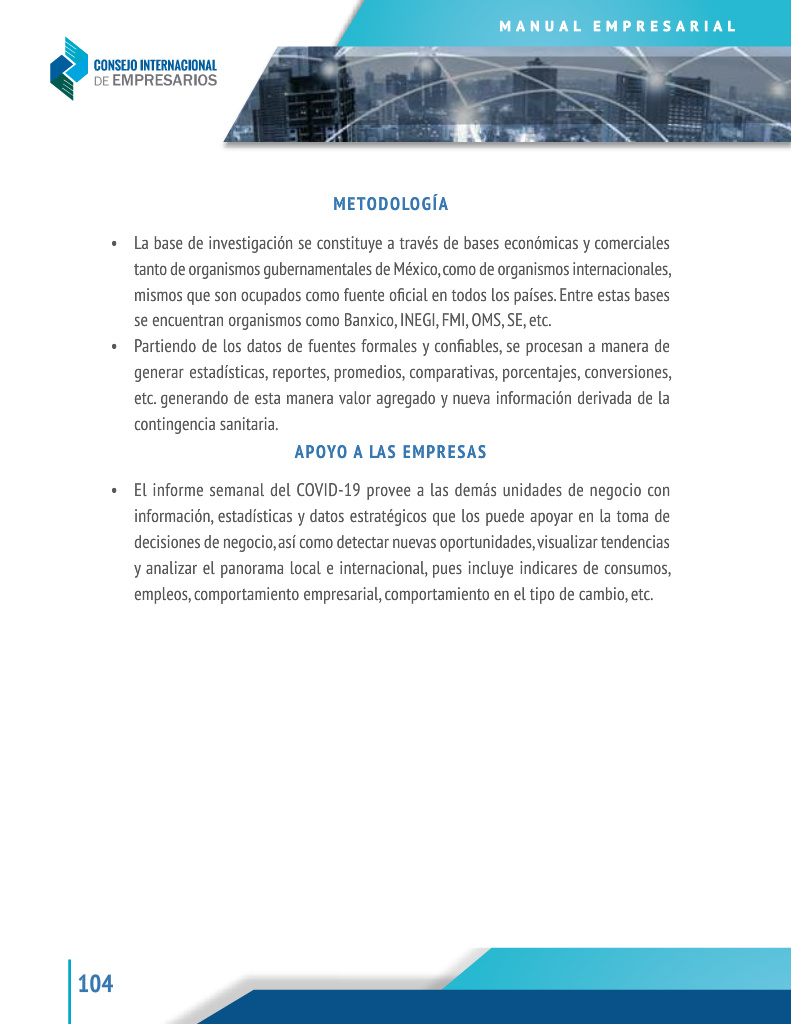 MANUAL EMPRESARIAL
CONSEJO INTERNACIONAL
DE EMPRESARIOS
METODOLOGÍA
• La base de investigación se constituye a través de bases económicas y comerciales
tanto de organismos gubernamentales de México, como de organismos internacionales,
mismos que son ocupados como fuente oficial en todos los países. Entre estas bases
se encuentran organismos como Banxico, INEGI, FMI, OMS, SE, etc.
• Partiendo de los datos de fuentes formales y confiables, se procesan a manera de
generar estadísticas, reportes, promedios, comparativas, porcentajes, conversiones,
etc. generando de esta manera valor agregado y nueva información derivada de la
contingencia sanitaria.
APOYO A LAS EMPRESAS
• El informe semanal del COVID-19 provee a las demás unidades de negocio con
información, estadísticas y datos estratégicos que los puede apoyar en la toma de
decisiones de negocio, así como detectar nuevas oportunidades, visualizar tendencias
y analizar el panorama local e internacional, pues incluye indicares de consumos,
empleos, comportamiento empresarial, comportamiento en el tipo de cambio, etc.
104